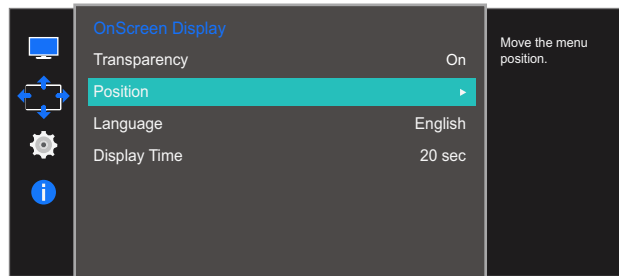 OnScreen Display
Transparency On
Position
Language English
Display Time 20 sec
Move the menu
position.